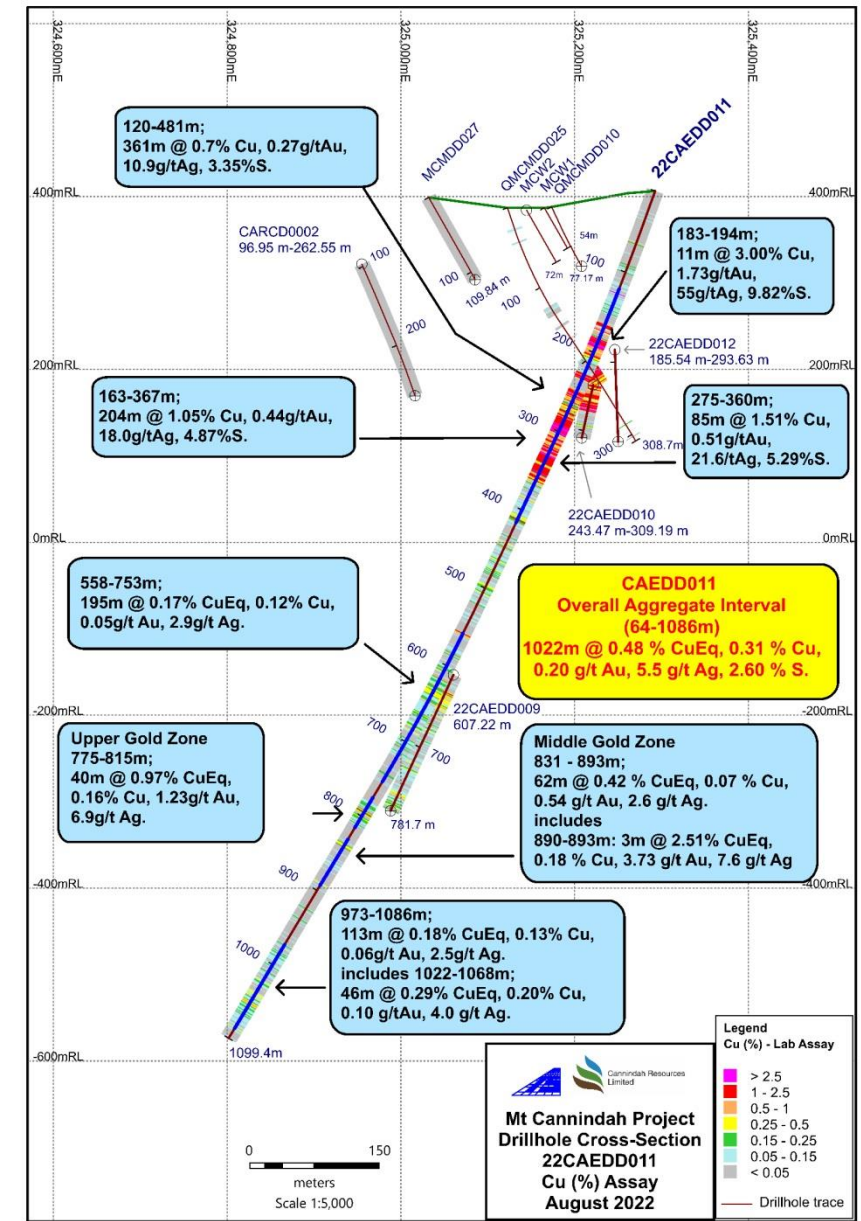 324,600mE
324,800mE
325,000mE
325,200mE
325,400mE
120-481m;
361m @ 0.7% Cu, 0.27g/tAu,
10.9g/tAg, 3.35%S.
MCMDD027
QMCMDD025
MCW2
MCW1
QMCMDD010
22CAEDD011
400mRL
400mRL
CARCD0002
96.95 m-262.55 m
100
200
100
109.84 m
54m
72m
100
77.17 m
100
200
183-194m;
11m @ 3.00% Cu,
1.73g/tAu,
55g/tAg, 9.82%S.
22CAEDD012
185.54 m-293.63 m
200mRL
200mRL
163-367m;
204m @ 1.05% Cu, 0.44g/tAu,
18.0g/tAg, 4.87%S.
300
300
308.7m
275-360m;
85m @ 1.51% Cu,
0.51g/tAu,
21.6/tAg, 5.29%S.
400
22CAEDD010
243.47 m-309.19 m
0mRL
0mRL
500
558-753m;
195m @ 0.17% CuEq, 0.12% Cu,
0.05g/t Au, 2.9g/t Ag.
CAEDD011
Overall Aggregate Interval
(64-1086m)
1022m @ 0.48 % CuEq, 0.31 % Cu,
0.20 g/t Au, 5.5 g/t Ag, 2.60 % S.
600
22CAEDD009
607.22 m
-200mRL
-200mRL
700
700
Upper Gold Zone
775-815m;
40m @ 0.97% CuEq,
0.16% Cu, 1.23g/t Au,
6.9g/t Ag.
800
781.7 m
Middle Gold Zone
831 - 893m;
62m @ 0.42 % CuEq, 0.07 % Cu,
0.54 g/t Au, 2.6 g/t Ag.
includes
890-893m: 3m @ 2.51% CuEq,
0.18 % Cu, 3.73 g/t Au, 7.6 g/t Ag
900
-400mRL
-400mRL
973-1086m;
113m @ 0.18% CuEq, 0.13% Cu,
0.06g/t Au, 2.5g/t Ag.
includes 1022-1068m;
46m @ 0.29% CuEq, 0.20% Cu,
0.10 g/tAu, 4.0 g/t Ag.
1000
1099.4m
-600mRL
0
150
meters
Scale 1:5,000
Cannindah Resources
Limited
Mt Cannindah Project
Drillhole Cross-Section
22CAEDD011
Cu (%) Assay
August 2022
Legend
Cu (%) - Lab Assay
> 2.5
1 - 2.5
0.5 - 1
0.25 - 0.5
0.15 - 0.25
0.05 - 0.15
< 0.05
Drillhole trace